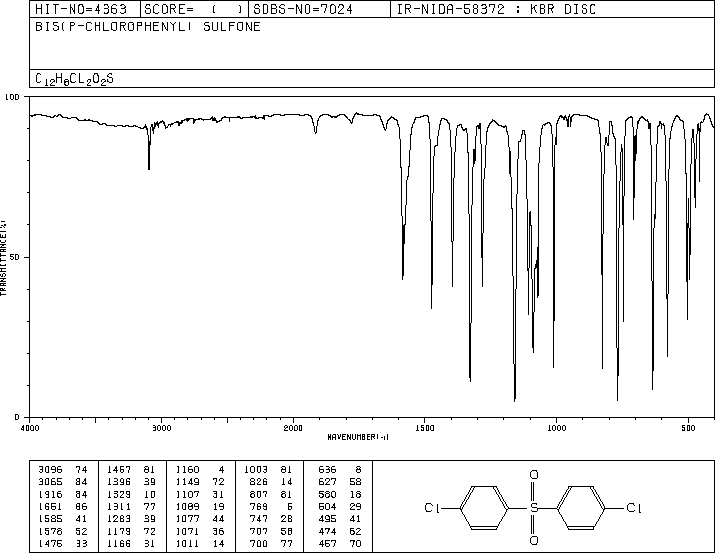 HIT-NO=4363 SCORE= ( ) SDBS-NO=7024 IR-NIDA-58372 : KBR DISC
BIS(P-CHLOROPHENYL) SULFONE
C12H8CL2O2S
100
50
0
TRANSMITTANCE(%)
4000 3000 2000 1500 1000 500
WAVENUMBER(-1)
3096 74 1467 81 1160 4 1003 81 636 8
3065 84 1396 39 1149 72 826 14 627 58
1916 84 1329 10 1107 31 807 81 580 18
1651 86 1311 77 1089 19 769 5 504 29
1585 41 1283 39 1077 44 747 28 495 41
1578 52 1179 72 1071 36 707 58 474 62
1476 33 1166 31 1011 14 700 77 457 70
O
Cl S Cl
O